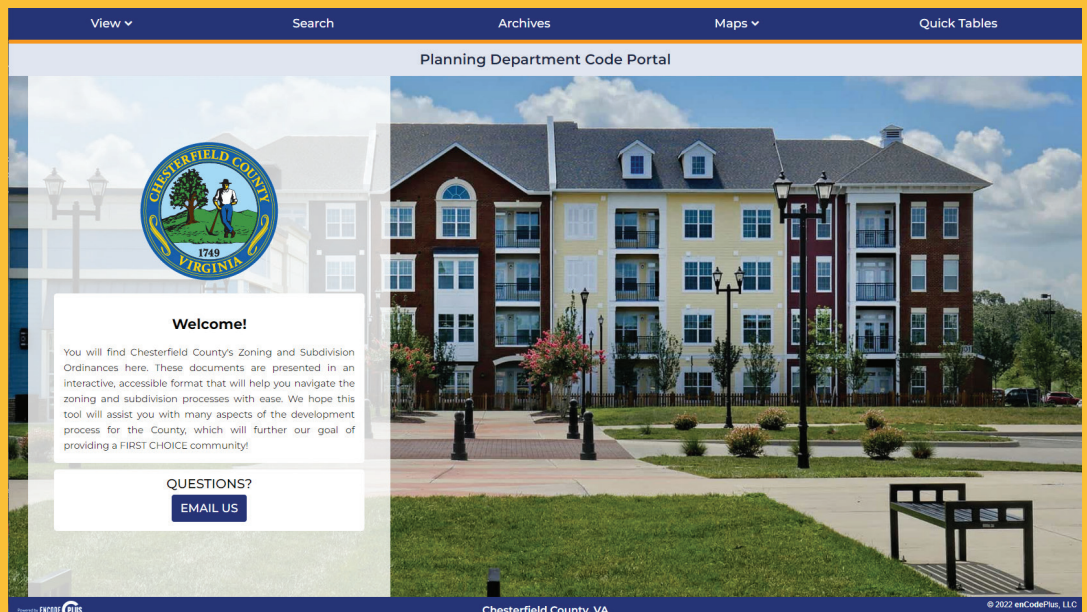 View
Search
Archives
Maps
Quick Tables
Planning Department Code Portal
CHESTERFIELD COUNTY
1749
VIRGINIA
Welcome!
You will find Chesterfield County's Zoning and Subdivision
Ordinances here. These documents are presented in an
interactive, accessible format that will help you navigate the
zoning and subdivision processes with ease. We hope this
tool will assist you with many aspects of the development
process for the County, which will further our goal of
providing a FIRST CHOICE community!
QUESTIONS?
EMAIL US
Powered by ENCODE PLUS
Chesterfield County, VA
© 2022 enCodePlus, LLC